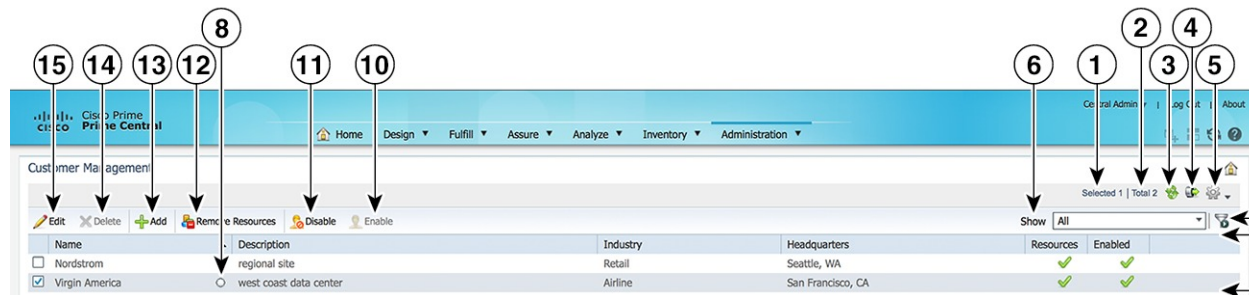 8 2 4
15 14 13 12 11 10 6 1 3 5
Cisco Prime
CISCO Prime Central
Home Design Fulfill Assure Analyze Inventory Administration
Central Admin | Log Out | About
Customer Management
Selected 1 | Total 2
Edit Delete Add Remove Resources Disable Enable Show All
Name Description Industry Headquarters Resources Enabled
Nordstrom regional site Retail Seattle, WA
Virgin America west coast data center Airline San Francisco, CA